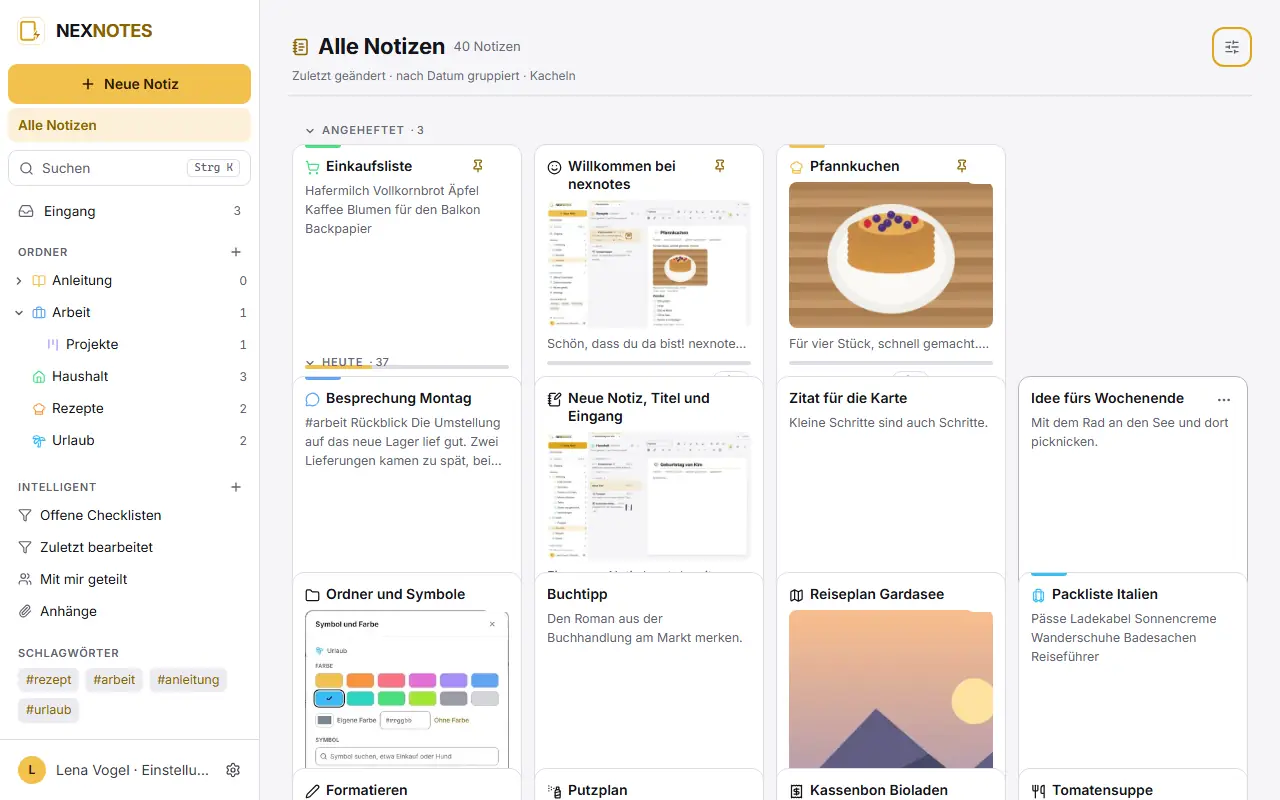 NEXNOTES
Neue Notiz
Alle Notizen
Suchen
Strg K
Eingang
3
ORDNER
Anleitung
0
Arbeit
1
Projekte
1
Haushalt
3
Rezepte
2
Urlaub
2
INTELLIGENT
Offene Checklisten
Zuletzt bearbeitet
Mit mir geteilt
Anhänge
SCHLAGWÖRTER
#rezept
#arbeit
#anleitung
#urlaub
L
Lena Vogel · Einstellu...
Alle Notizen
40 Notizen
Zuletzt geändert · nach Datum gruppiert · Kacheln
ANGEHEFTET · 3
Einkaufsliste
Hafermilch Vollkornbrot Äpfel
Kaffee Blumen für den Balkon
Backpapier
Willkommen bei
nexnotes
Pfannkuchen
Schön, dass du da bist! nexnote...
Pfannkuchen
Für vier Stück, schnell gemacht....
HEUTE · 37
Besprechung Montag
#arbeit Rückblick Die Umstellung
auf das neue Lager lief gut. Zwei
Lieferungen kamen zu spät, bei...
Neue Notiz, Titel und
Eingang
Zitat für die Karte
Kleine Schritte sind auch Schritte.
Idee fürs Wochenende
Mit dem Rad an den See und dort
picknicken.
Ordner und Symbole
Symbol und Farbe
Urlaub
FARBE
Eigene Farbe
#rrggbb
Ohne Farbe
SYMBOL
Symbol suchen, etwa Einkauf oder Hund
Buchtipp
Den Roman aus der
Buchhandlung am Markt merken.
Reiseplan Gardasee
Packliste Italien
Pässe Ladekabel Sonnencreme
Wanderschuhe Badesachen
Reiseführer
Formatieren
Putzplan
Kassenbon Bioladen
Tomatensuppe